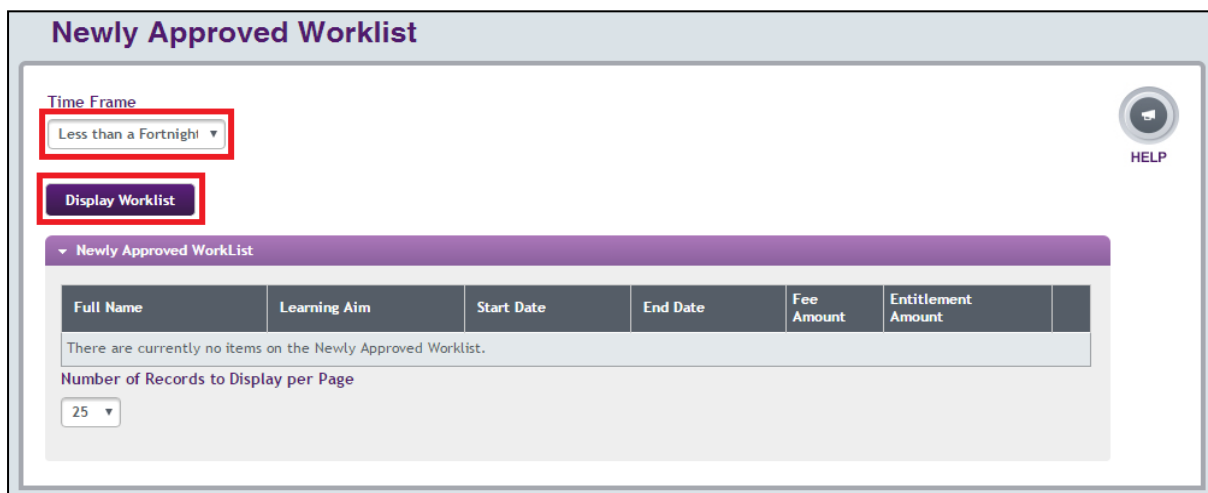 Newly Approved Worklist
Time Frame
Less than a Fortnight
HELP
Display Worklist
Newly Approved WorkList
Full Name Learning Aim Start Date End Date Fee Amount Entitlement Amount
There are currently no items on the Newly Approved Worklist.
Number of Records to Display per Page
25